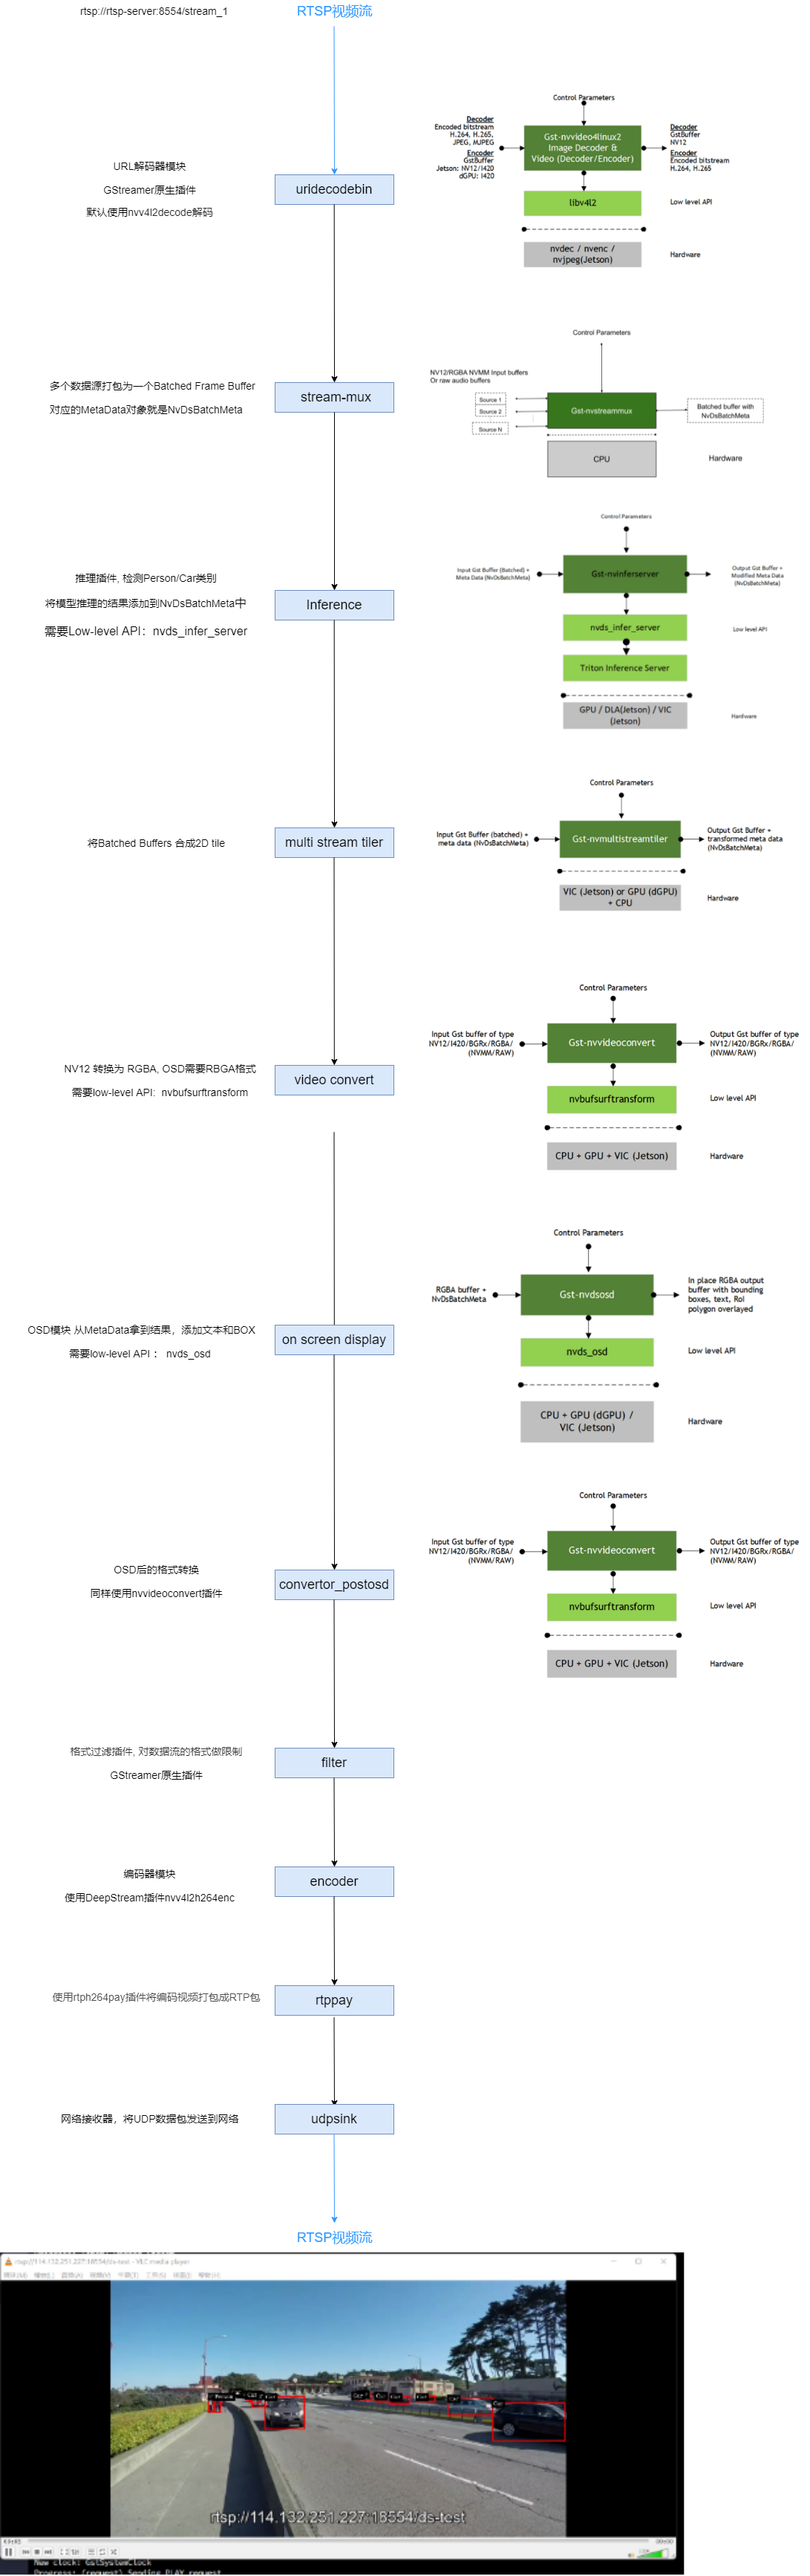 rtsp://rtsp-server:8554/stream_1
RTSP视频流
URL解码器模块
GStreamer原生插件
默认使用nvv4l2decode解码
uridecodebin
Control Parameters
Decoder
Encoded bitstream
H.264, H.265,
JPEG, MJPEG
Encoder
GstBuffer
Jetson: NV12/I420
dGPU: I420
Gst-nvvideo4linux2
Image Decoder &
Video (Decoder/Encoder)
Decoder
GstBuffer
NV12
Encoder
Encoded bitstream
H.264, H.265
libv4l2
Low level API
nvdec / nvenc /
nvjpeg(Jetson)
Hardware
多个数据源打包为一个Batched Frame Buffer
对应的MetaData对象就是NvDsBatchMeta
stream-mux
Control Parameters
NV12/RGBA NVMM Input buffers
Or raw audio buffers
Source 1
Source 2
Source N
Gst-nvstreammux
Batched buffer with
NvDsBatchMeta
CPU
Hardware
推理插件, 检测Person/Car类别
将模型推理的结果添加到NvDsBatchMeta中
需要Low-level API：nvds_infer_server
Inference
Control Parameters
Input Gst Buffer (Batched) +
Meta Data (NvDsBatchMeta)
Gst-nvinferserver
Output Gst Buffer +
Modified Meta Data
(NvDsBatchMeta)
nvds_infer_server
Low level API
Triton Inference Server
GPU / DLA(Jetson) / VIC
(Jetson)
Hardware
将Batched Buffers 合成2D tile
multi stream tiler
Control Parameters
Input Gst Buffer (batched) +
meta data (NvDsBatchMeta)
Gst-nvmultistreamtiler
Output Gst Buffer +
transformed meta data
(NvDsBatchMeta)
VIC (Jetson) or GPU (dGPU)
+ CPU
Hardware
NV12 转换为 RGBA, OSD需要RBGA格式
需要low-level API:  nvbufsurftransform
video convert
Control Parameters
Input Gst buffer of type
NV12/I420/BGRx/RGBA/
(NVMM/RAW)
Gst-nvvideoconvert
Output Gst buffer of type
NV12/I420/BGRx/RGBA/
(NVMM/RAW)
nvbufsurftransform
Low level API
CPU + GPU + VIC (Jetson)
Hardware
OSD模块 从MetaData拿到结果，添加文本和BOX
需要low-level API： nvds_osd
on screen display
Control Parameters
RGBA buffer +
NvDsBatchMeta
Gst-nvdsosd
In place RGBA output
buffer with bounding
boxes, text, RoI
polygon overlayed
nvds_osd
Low level API
CPU + GPU (dGPU) /
VIC (Jetson)
Hardware
OSD后的格式转换
同样使用nvvideoconvert插件
convertor_postosd
Control Parameters
Input Gst buffer of type
NV12/I420/BGRx/RGBA/
(NVMM/RAW)
Gst-nvvideoconvert
Output Gst buffer of type
NV12/I420/BGRx/RGBA/
(NVMM/RAW)
nvbufsurftransform
Low level API
CPU + GPU + VIC (Jetson)
Hardware
格式过滤插件, 对数据流的格式做限制
GStreamer原生插件
filter
编码器模块
使用DeepStream插件nvv4l2h264enc
encoder
使用rtph264pay插件将编码视频打包成RTP包
rtppay
网络接收器，将UDP数据包发送到网络
udpsink
RTSP视频流
rtsp://114.132.251.227:18554/ds-test - VLC media player
Person
Car
Car
Car
Car
Car
Car
Car
Car
rtsp://114.132.251.227:18554/ds-test
New clock: GstSystemClock
Progress: (request) Sending PLAY request